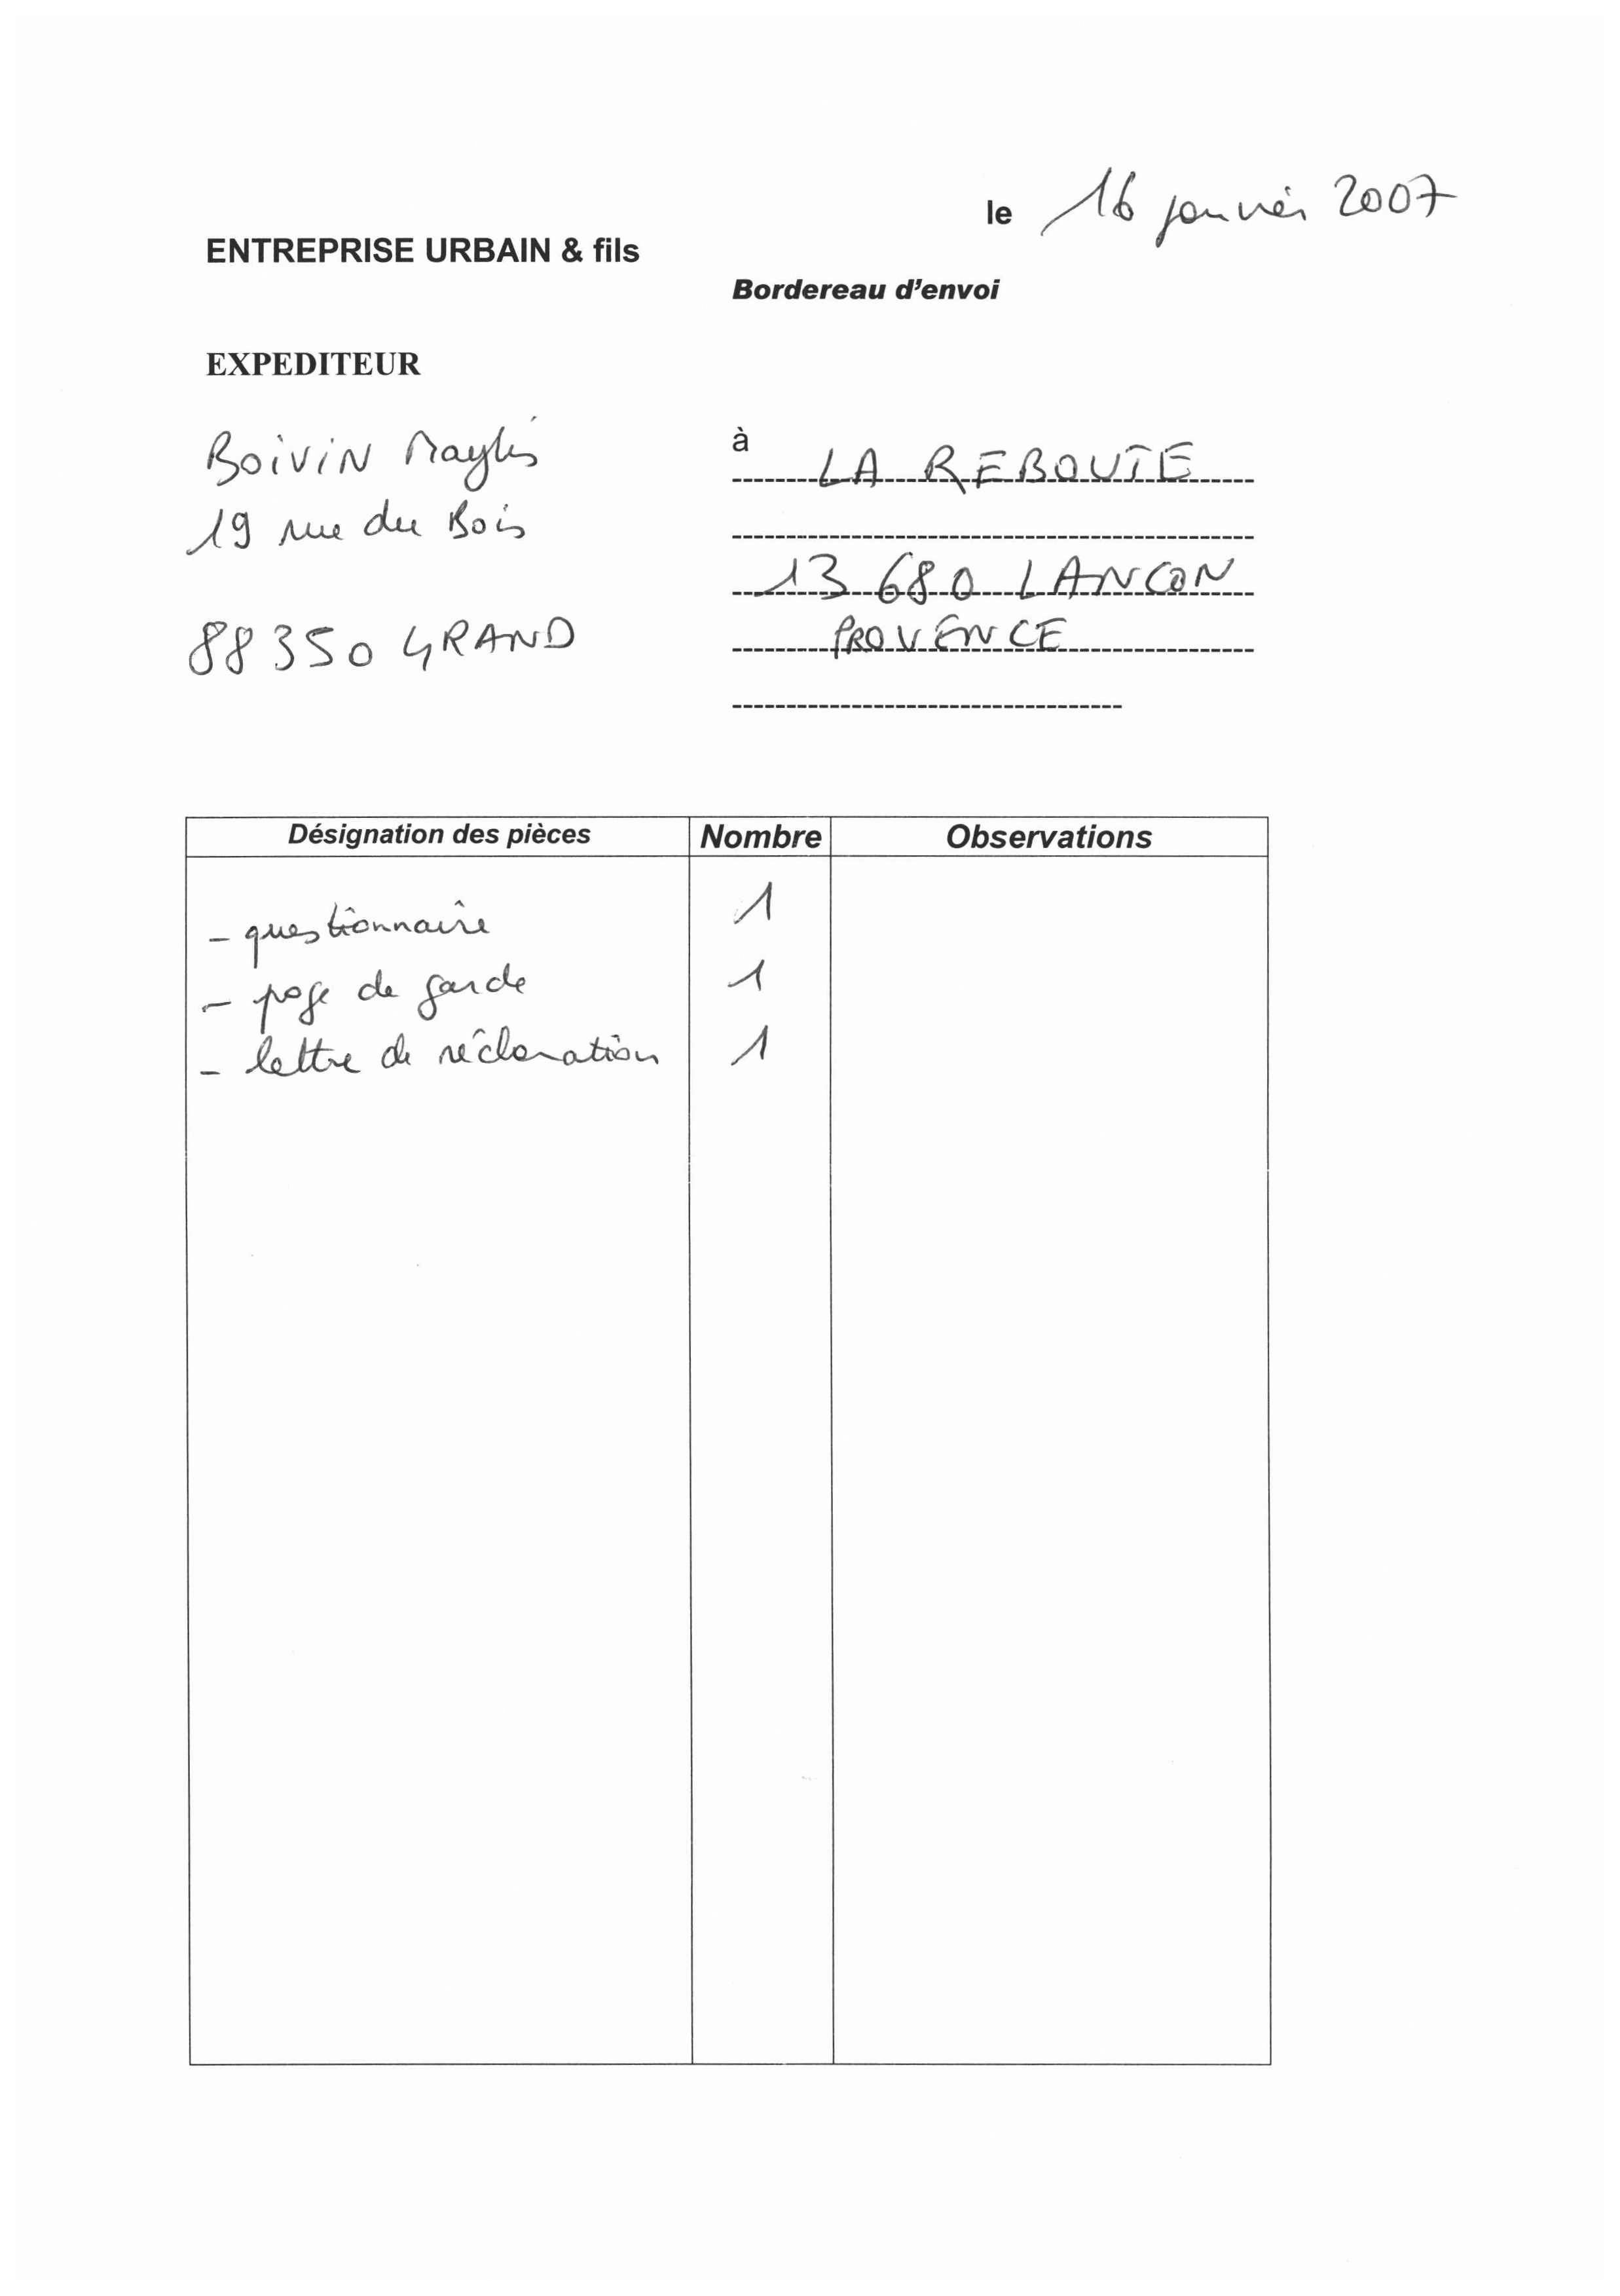 le 16 janvier 2007
ENTREPRISE URBAIN & fils
Bordereau d'envoi
EXPEDITEUR
Boivin Maylis
19 rue du Bois
88350 GRAND
à LA REBOUTE
13 680 LANCON
PROVENCE
Désignation des pièces Nombre Observations
- questionnaire 1
- page de garde 1
- lettre de réclamation 1